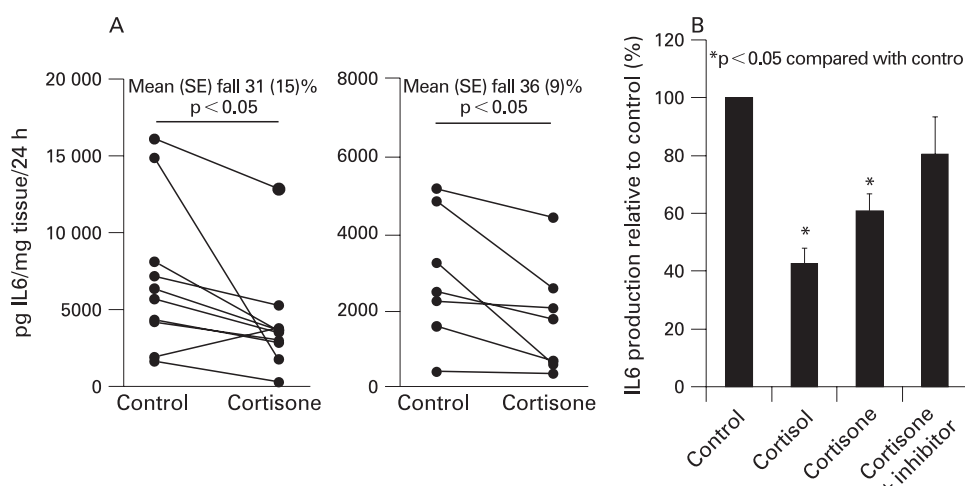 A
Mean (SE) fall 31 (15)%
p < 0.05
20 000
15 000
10 000
5000
0
pg IL6/mg tissue/24 h
Control
Cortisone
Mean (SE) fall 36 (9)%
p < 0.05
8000
6000
4000
2000
0
Control
Cortisone
B
*p < 0.05 compared with contro
120
100
80
60
40
20
0
IL6 production relative to control (%)
*
*
Control
Cortisol
Cortisone
Cortisone
+ inhibitor